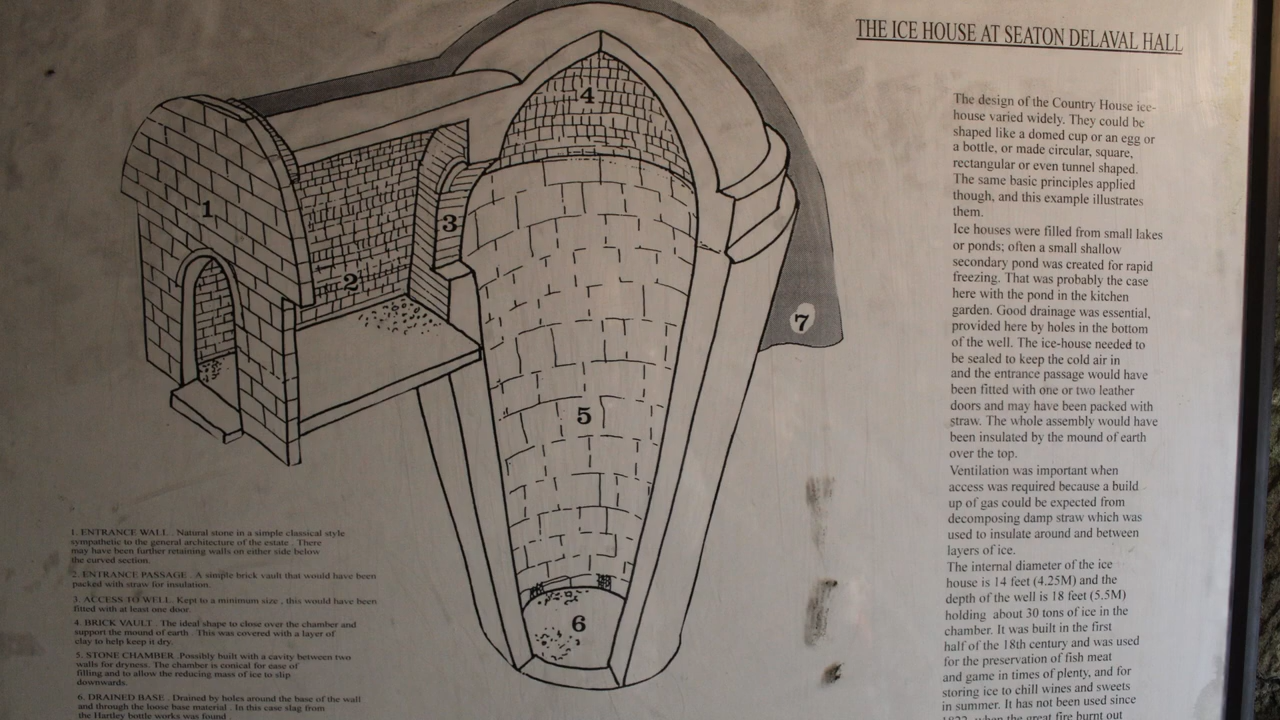 THE ICE HOUSE AT SEATON DELAVAL HALL
The design of the Country House ice-
house varied widely. They could be
shaped like a domed cup or an egg or
a bottle, or made circular, square,
rectangular or even tunnel shaped.
The same basic principles applied
though, and this example illustrates
them.
Ice houses were filled from small lakes
or ponds; often a small shallow
secondary pond was created for rapid
freezing. That was probably the case
here with the pond in the kitchen
garden. Good drainage was essential,
provided here by holes in the bottom
of the well. The ice-house needed to
be sealed to keep the cold air in
and the entrance passage would have
been fitted with one or two leather
doors and may have been packed with
straw. The whole assembly would have
been insulated by the mound of earth
over the top.
Ventilation was important when
access was required because a build
up of gas could be expected from
decomposing damp straw which was
used to insulate around and between
layers of ice.
The internal diameter of the ice
house is 14 feet (4.25M) and the
depth of the well is 18 feet (5.5M)
holding about 30 tons of ice in the
chamber. It was built in the first
half of the 18th century and was used
for the preservation of fish meat
and game in times of plenty, and for
storing ice to chill wines and sweets
in summer. It has not been used since
1822, when the great fire burnt out
1
2
3
4
5
6
7
1. ENTRANCE WALL . Natural stone in a simple classical style
sympathetic to the general architecture of the estate . There
may have been further retaining walls on either side below
the curved section.
2. ENTRANCE PASSAGE . A simple brick vault that would have been
packed with straw for insulation.
3. ACCESS TO WELL. Kept to a minimum size , this would have been
fitted with at least one door.
4. BRICK VAULT . The ideal shape to close over the chamber and
support the mound of earth . This was covered with a layer of
clay to help keep it dry.
5. STONE CHAMBER .Possibly built with a cavity between two
walls for dryness. The chamber is conical for ease of
filling and to allow the reducing mass of ice to slip
downwards.
6. DRAINED BASE . Drained by holes around the base of the wall
and through the loose base material . In this case slag from
the Hartley bottle works was found .